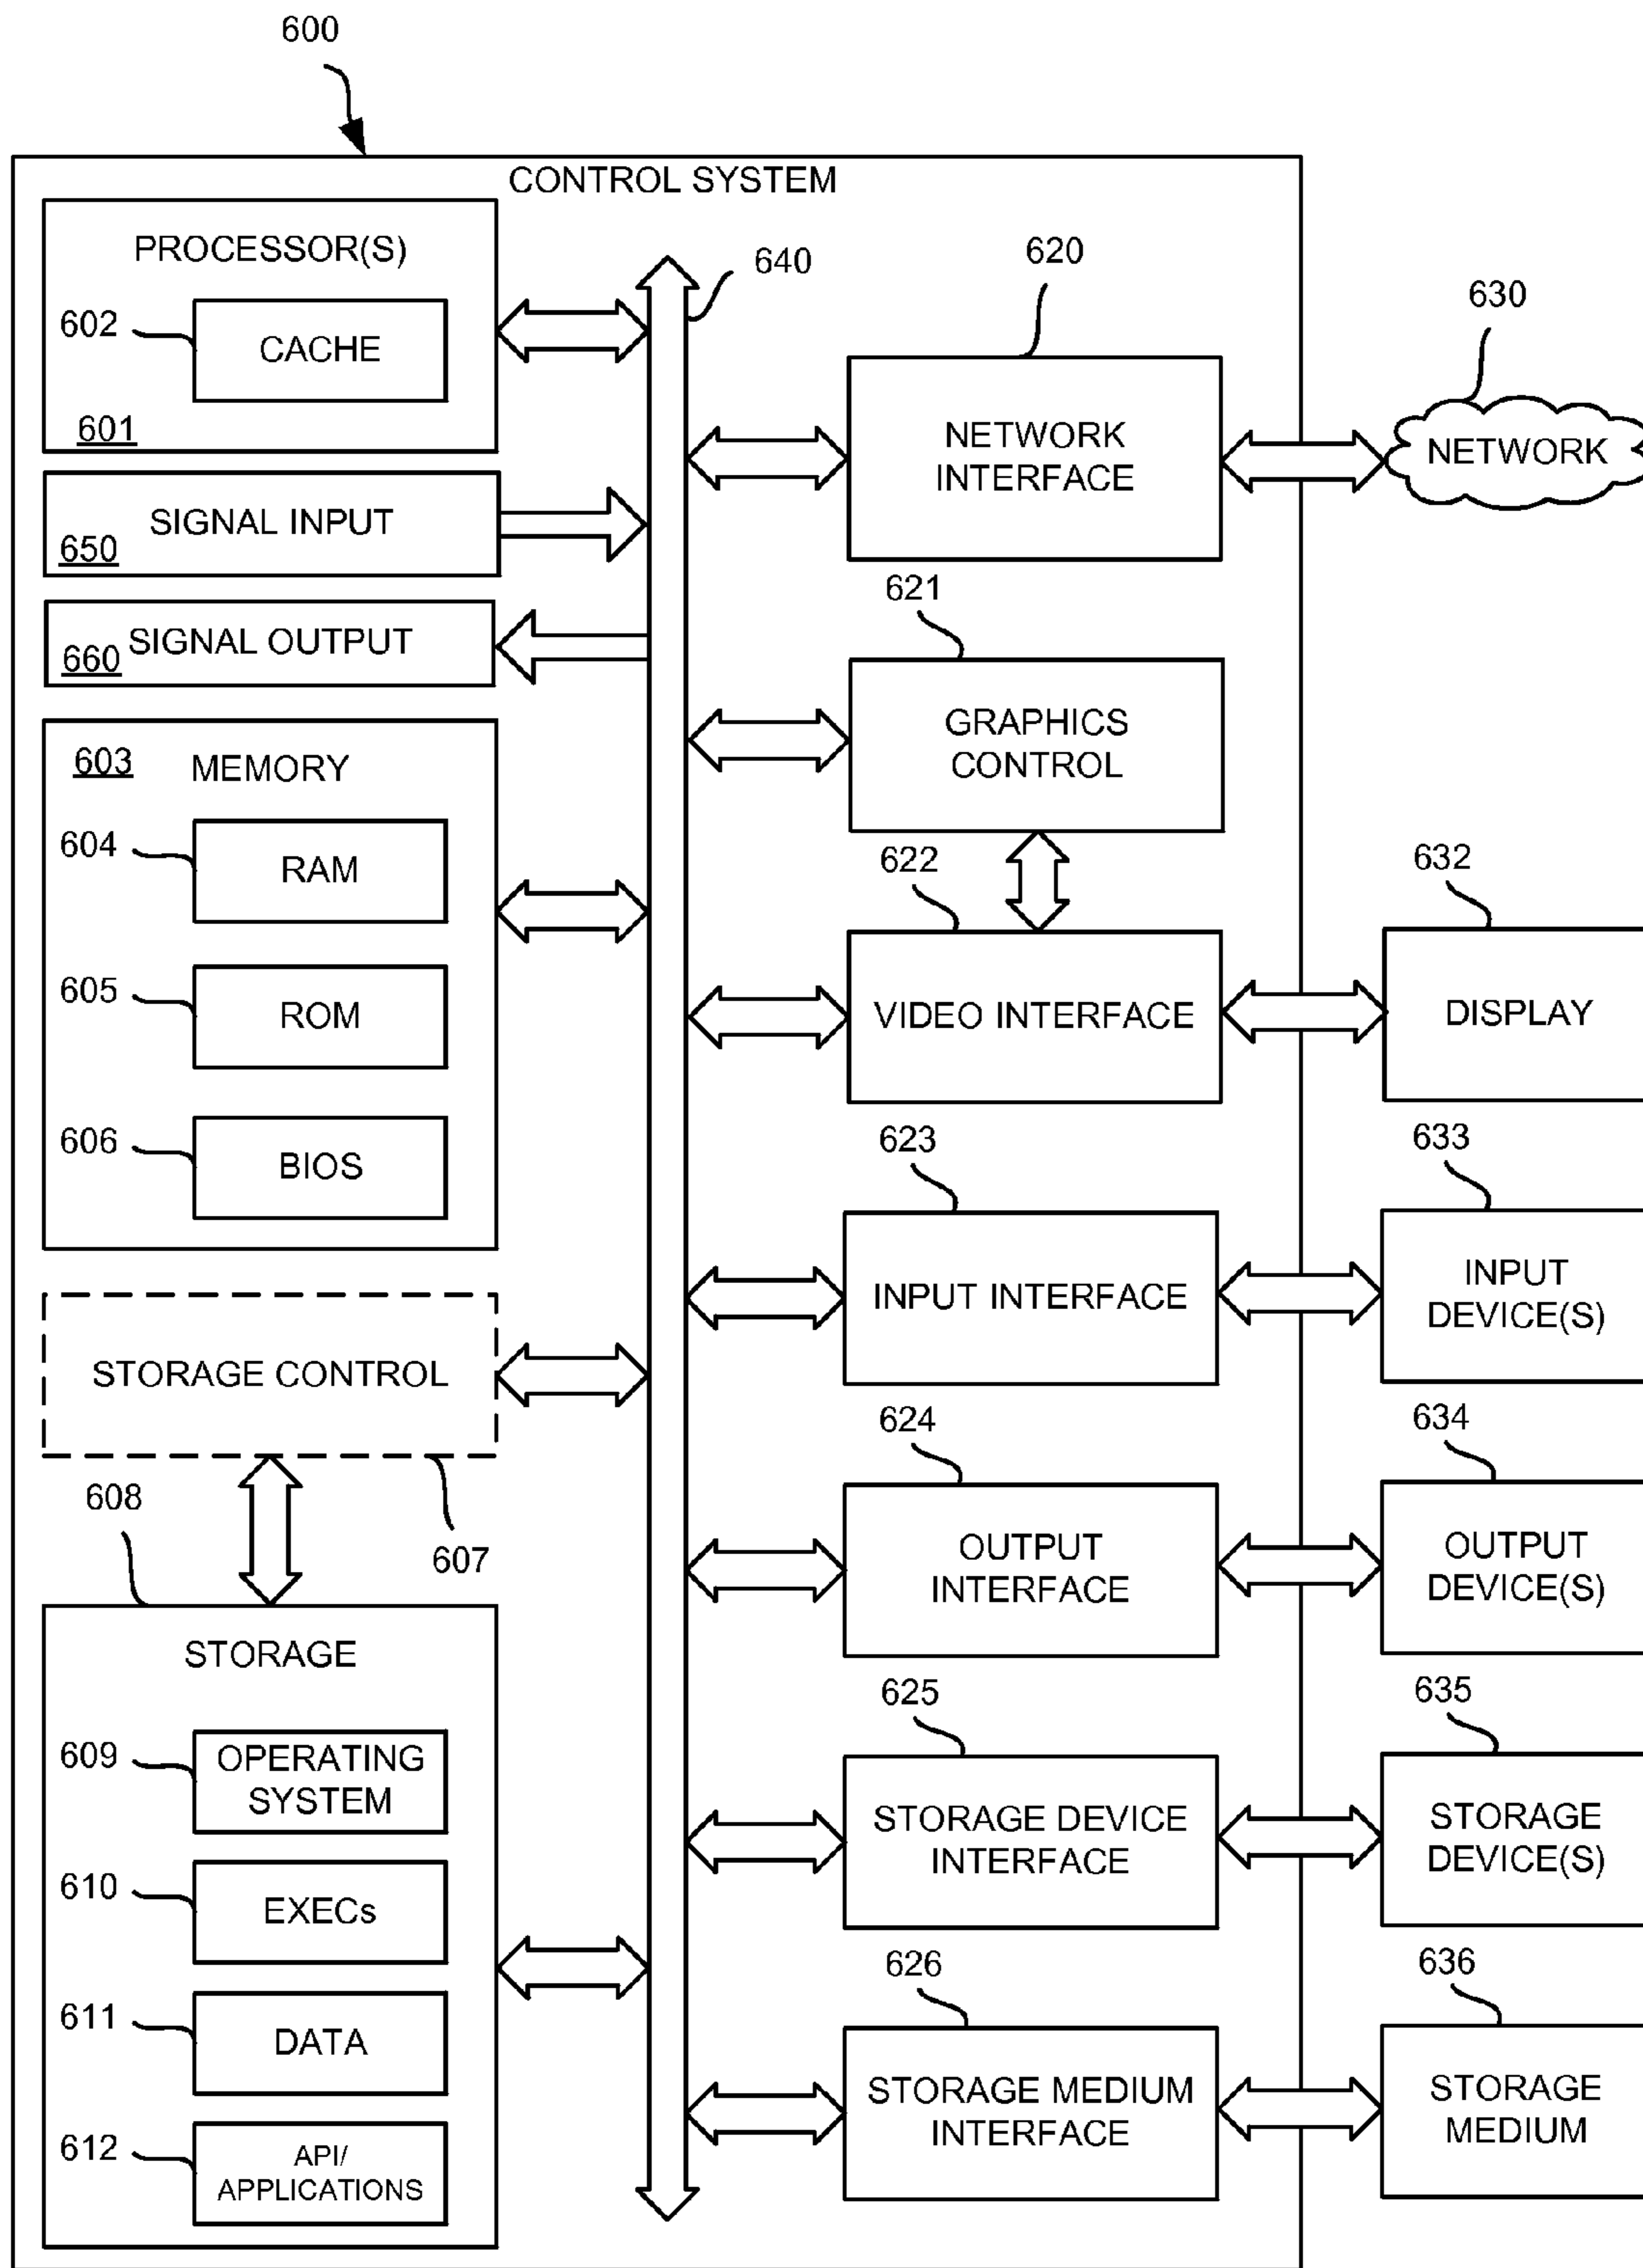 600
CONTROL SYSTEM
PROCESSOR(S)
602
CACHE
601
SIGNAL INPUT
650
SIGNAL OUTPUT
660
603
MEMORY
604
RAM
605
ROM
606
BIOS
STORAGE CONTROL
607
608
STORAGE
609
OPERATING
SYSTEM
610
EXECs
611
DATA
612
API/
APPLICATIONS
640
620
NETWORK
INTERFACE
630
NETWORK
621
GRAPHICS
CONTROL
622
VIDEO INTERFACE
632
DISPLAY
623
INPUT INTERFACE
633
INPUT
DEVICE(S)
624
OUTPUT
INTERFACE
634
OUTPUT
DEVICE(S)
625
STORAGE DEVICE
INTERFACE
635
STORAGE
DEVICE(S)
626
STORAGE MEDIUM
INTERFACE
636
STORAGE
MEDIUM